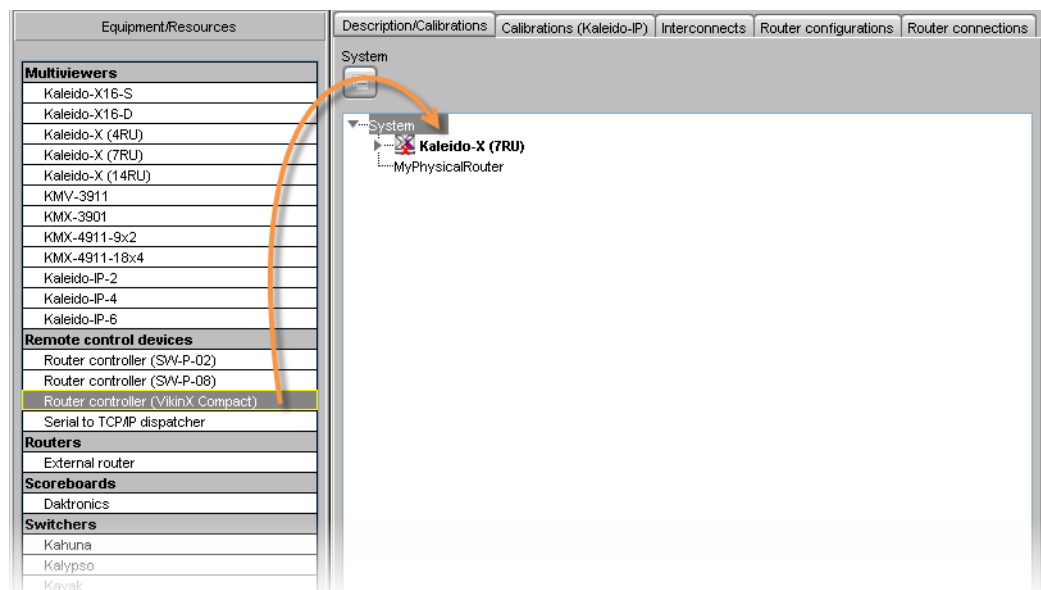 Equipment/Resources
Multiviewers
Kaleido-X16-S
Kaleido-X16-D
Kaleido-X (4RU)
Kaleido-X (7RU)
Kaleido-X (14RU)
KMV-3911
KMX-3901
KMX-4911-9x2
KMX-4911-18x4
Kaleido-IP-2
Kaleido-IP-4
Kaleido-IP-6
Remote control devices
Router controller (SW-P-02)
Router controller (SW-P-08)
Router controller (VikinX Compact)
Serial to TCP/IP dispatcher
Routers
External router
Scoreboards
Daktronics
Switchers
Kahuna
Kalypso
Kayak
Description/Calibrations Calibrations (Kaleido-IP) Interconnects Router configurations Router connections
System
System
Kaleido-X (7RU)
MyPhysicalRouter